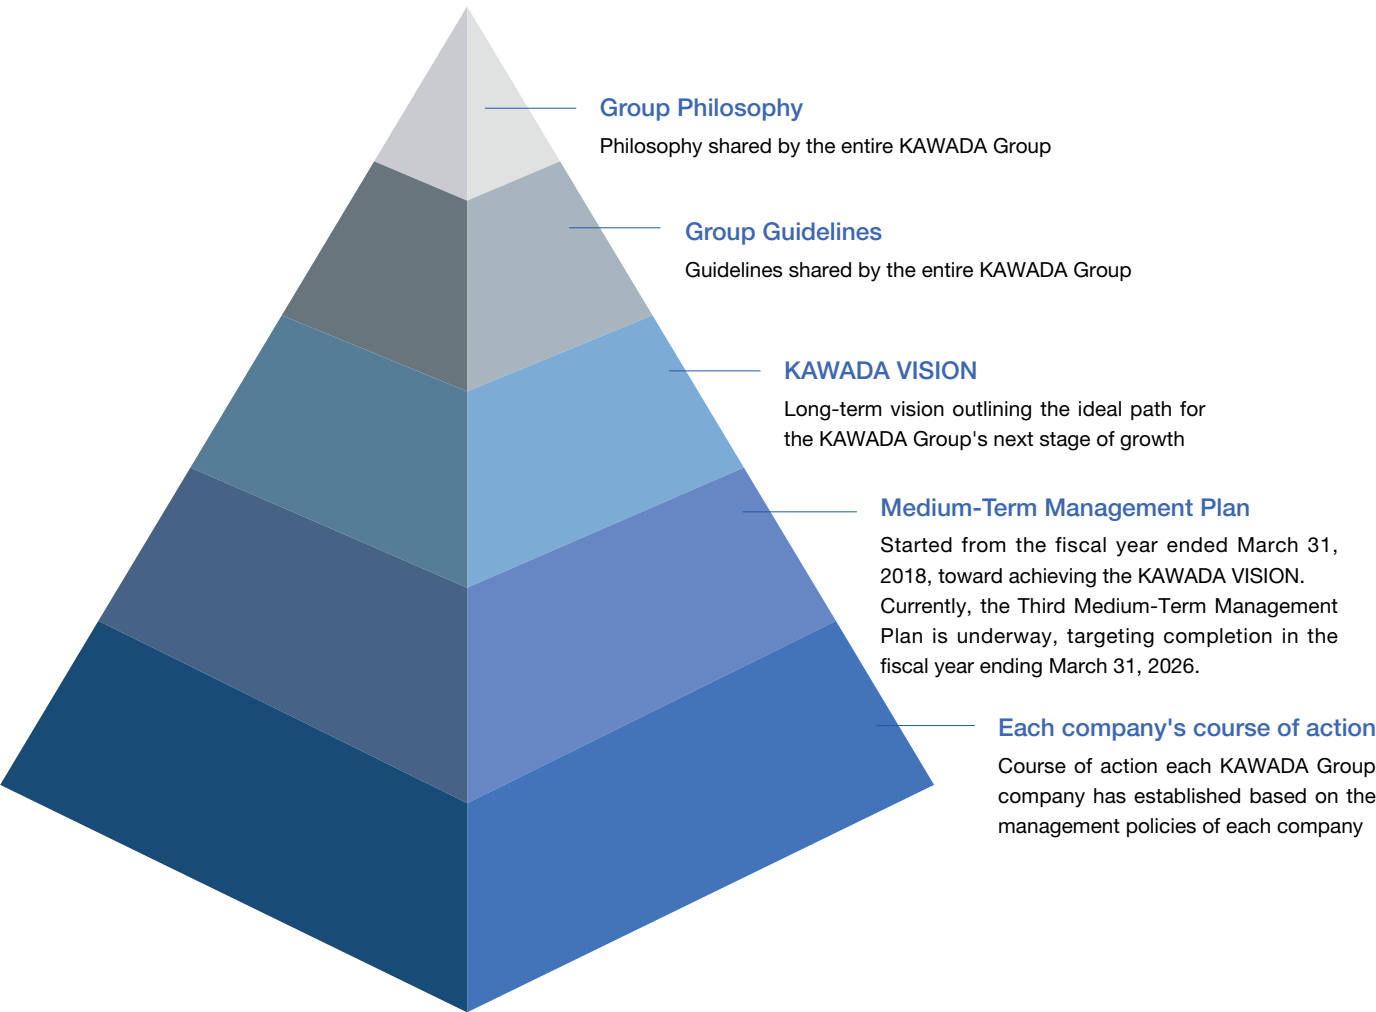 Group Philosophy
Philosophy shared by the entire KAWADA Group
Group Guidelines
Guidelines shared by the entire KAWADA Group
KAWADA VISION
Long-term vision outlining the ideal path for
the KAWADA Group's next stage of growth
Medium-Term Management Plan
Started from the fiscal year ended March 31,
2018, toward achieving the KAWADA VISION.
Currently, the Third Medium-Term Management
Plan is underway, targeting completion in the
fiscal year ending March 31, 2026.
Each company's course of action
Course of action each KAWADA Group
company has established based on the
management policies of each company